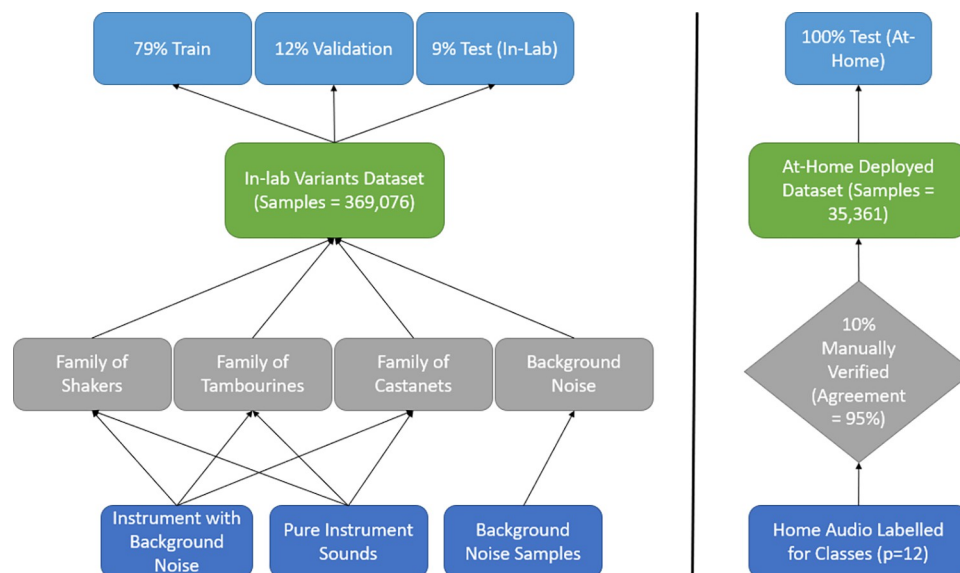 79% Train
12% Validation
9% Test (In-Lab)
In-lab Variants Dataset
(Samples = 369,076)
Family of
Shakers
Family of
Tambourines
Family of
Castanets
Background
Noise
Instrument with
Background
Noise
Pure Instrument
Sounds
Background
Noise Samples
100% Test (At-
Home)
At-Home Deployed
Dataset (Samples =
35,361)
10%
Manually
Verified
(Agreement
= 95%)
Home Audio Labelled
for Classes (p=12)